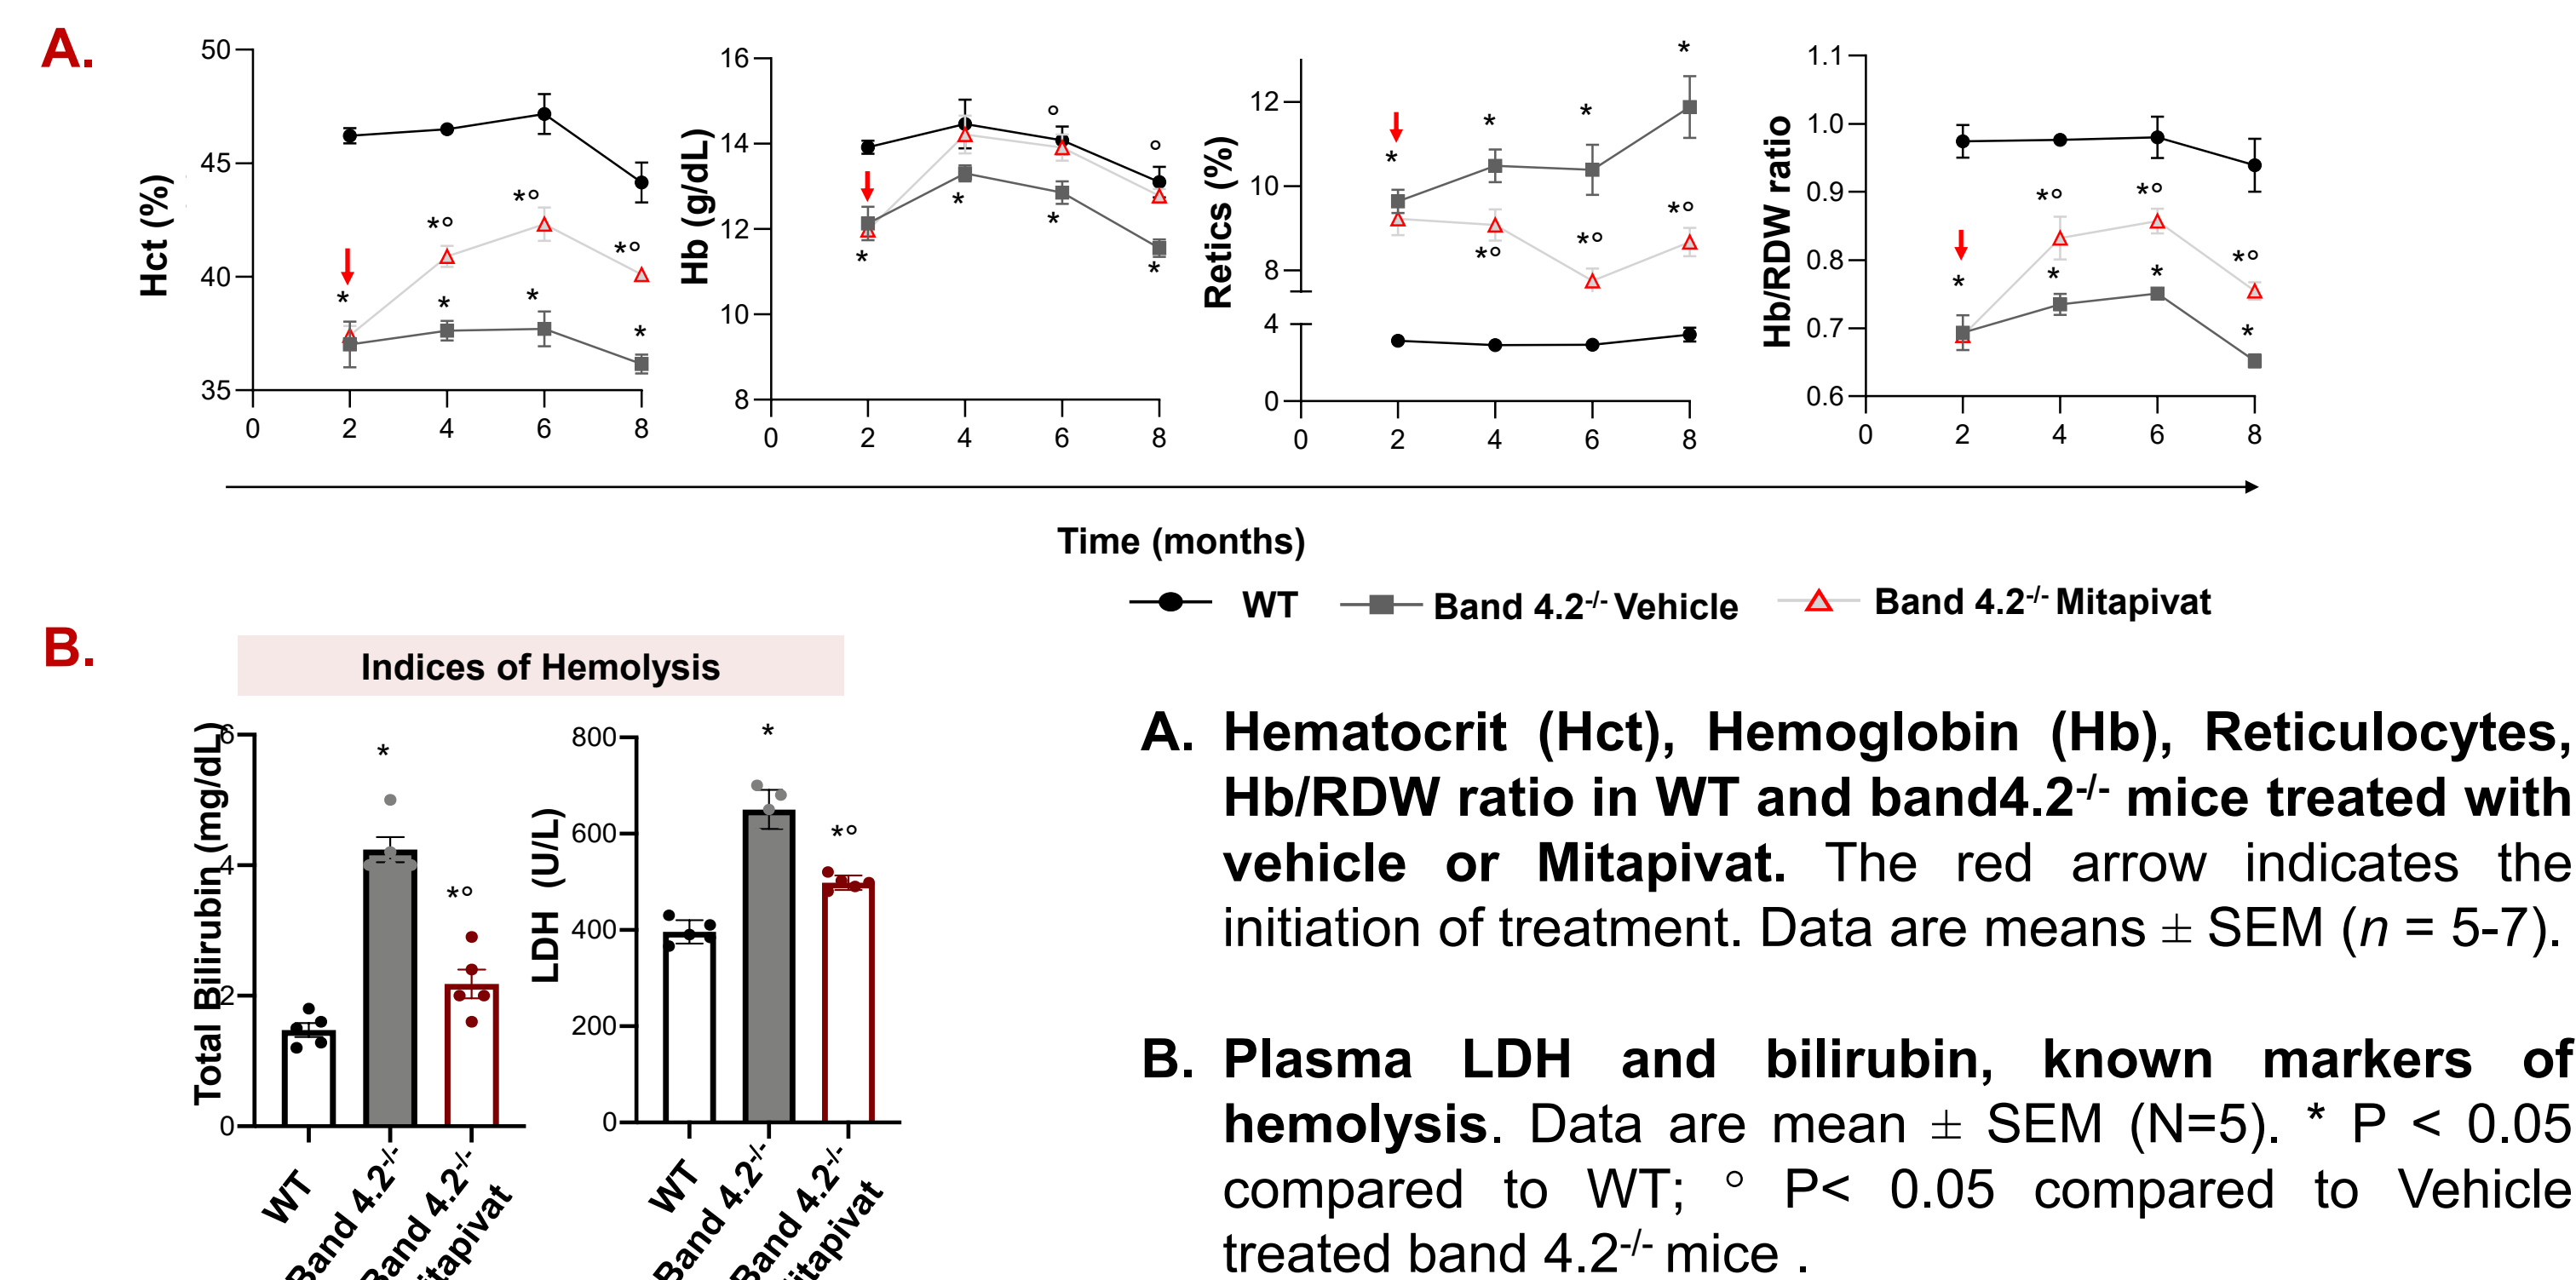 A.
50
45
40
35
Hct (%)
0 2 4 6 8
* * * *
*° *° *°
16
14
12
10
8
Hb (g/dL)
0 2 4 6 8
* * * *
° °
12
10
8
4
0
Retics (%)
0 2 4 6 8
* * * *
*° *° *°
1.1
1.0
0.9
0.8
0.7
0.6
Hb/RDW ratio
0 2 4 6 8
* * * *
*° *° *°
Time (months)
WT Band 4.2-/- Vehicle Band 4.2-/- Mitapivat
B.
Indices of Hemolysis
6
4
2
0
Total Bilirubin (mg/dL)
*
*°
WT
Band 4.2-/-
Band 4.2-/-
800
600
400
200
0
LDH (U/L)
*
*°
WT
Band 4.2-/-
Band 4.2-/-
A. Hematocrit (Hct), Hemoglobin (Hb), Reticulocytes,
Hb/RDW ratio in WT and band4.2-/- mice treated with
vehicle or Mitapivat. The red arrow indicates the
initiation of treatment. Data are means ± SEM (n = 5-7).
B. Plasma LDH and bilirubin, known markers of
hemolysis. Data are mean ± SEM (N=5). * P < 0.05
compared to WT; ° P< 0.05 compared to Vehicle
treated band 4.2-/- mice .